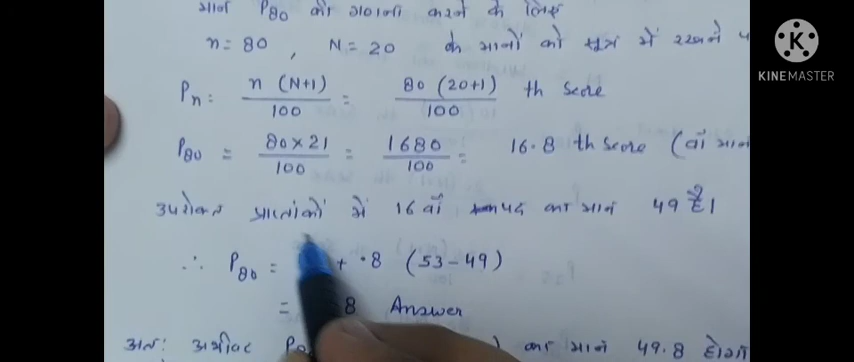 मान P80 की गणना करने के लिए
n = 80 , N = 20 के मानों को सूत्र में रखने
KINEMASTER
Pn = n (N+1) / 100 = 80 (20+1) / 100 th Score
P80 = 80 × 21 / 100 = 1680 / 100 = 16.8 th Score (वाँ मान
उपरोक्त प्राप्तांकों में 16 वाँ पद का मान 49 है।
∴ P80 = + .8 (53 – 49)
= 8 Answer
अतः अभीष्ट का मान 49.8 होगा